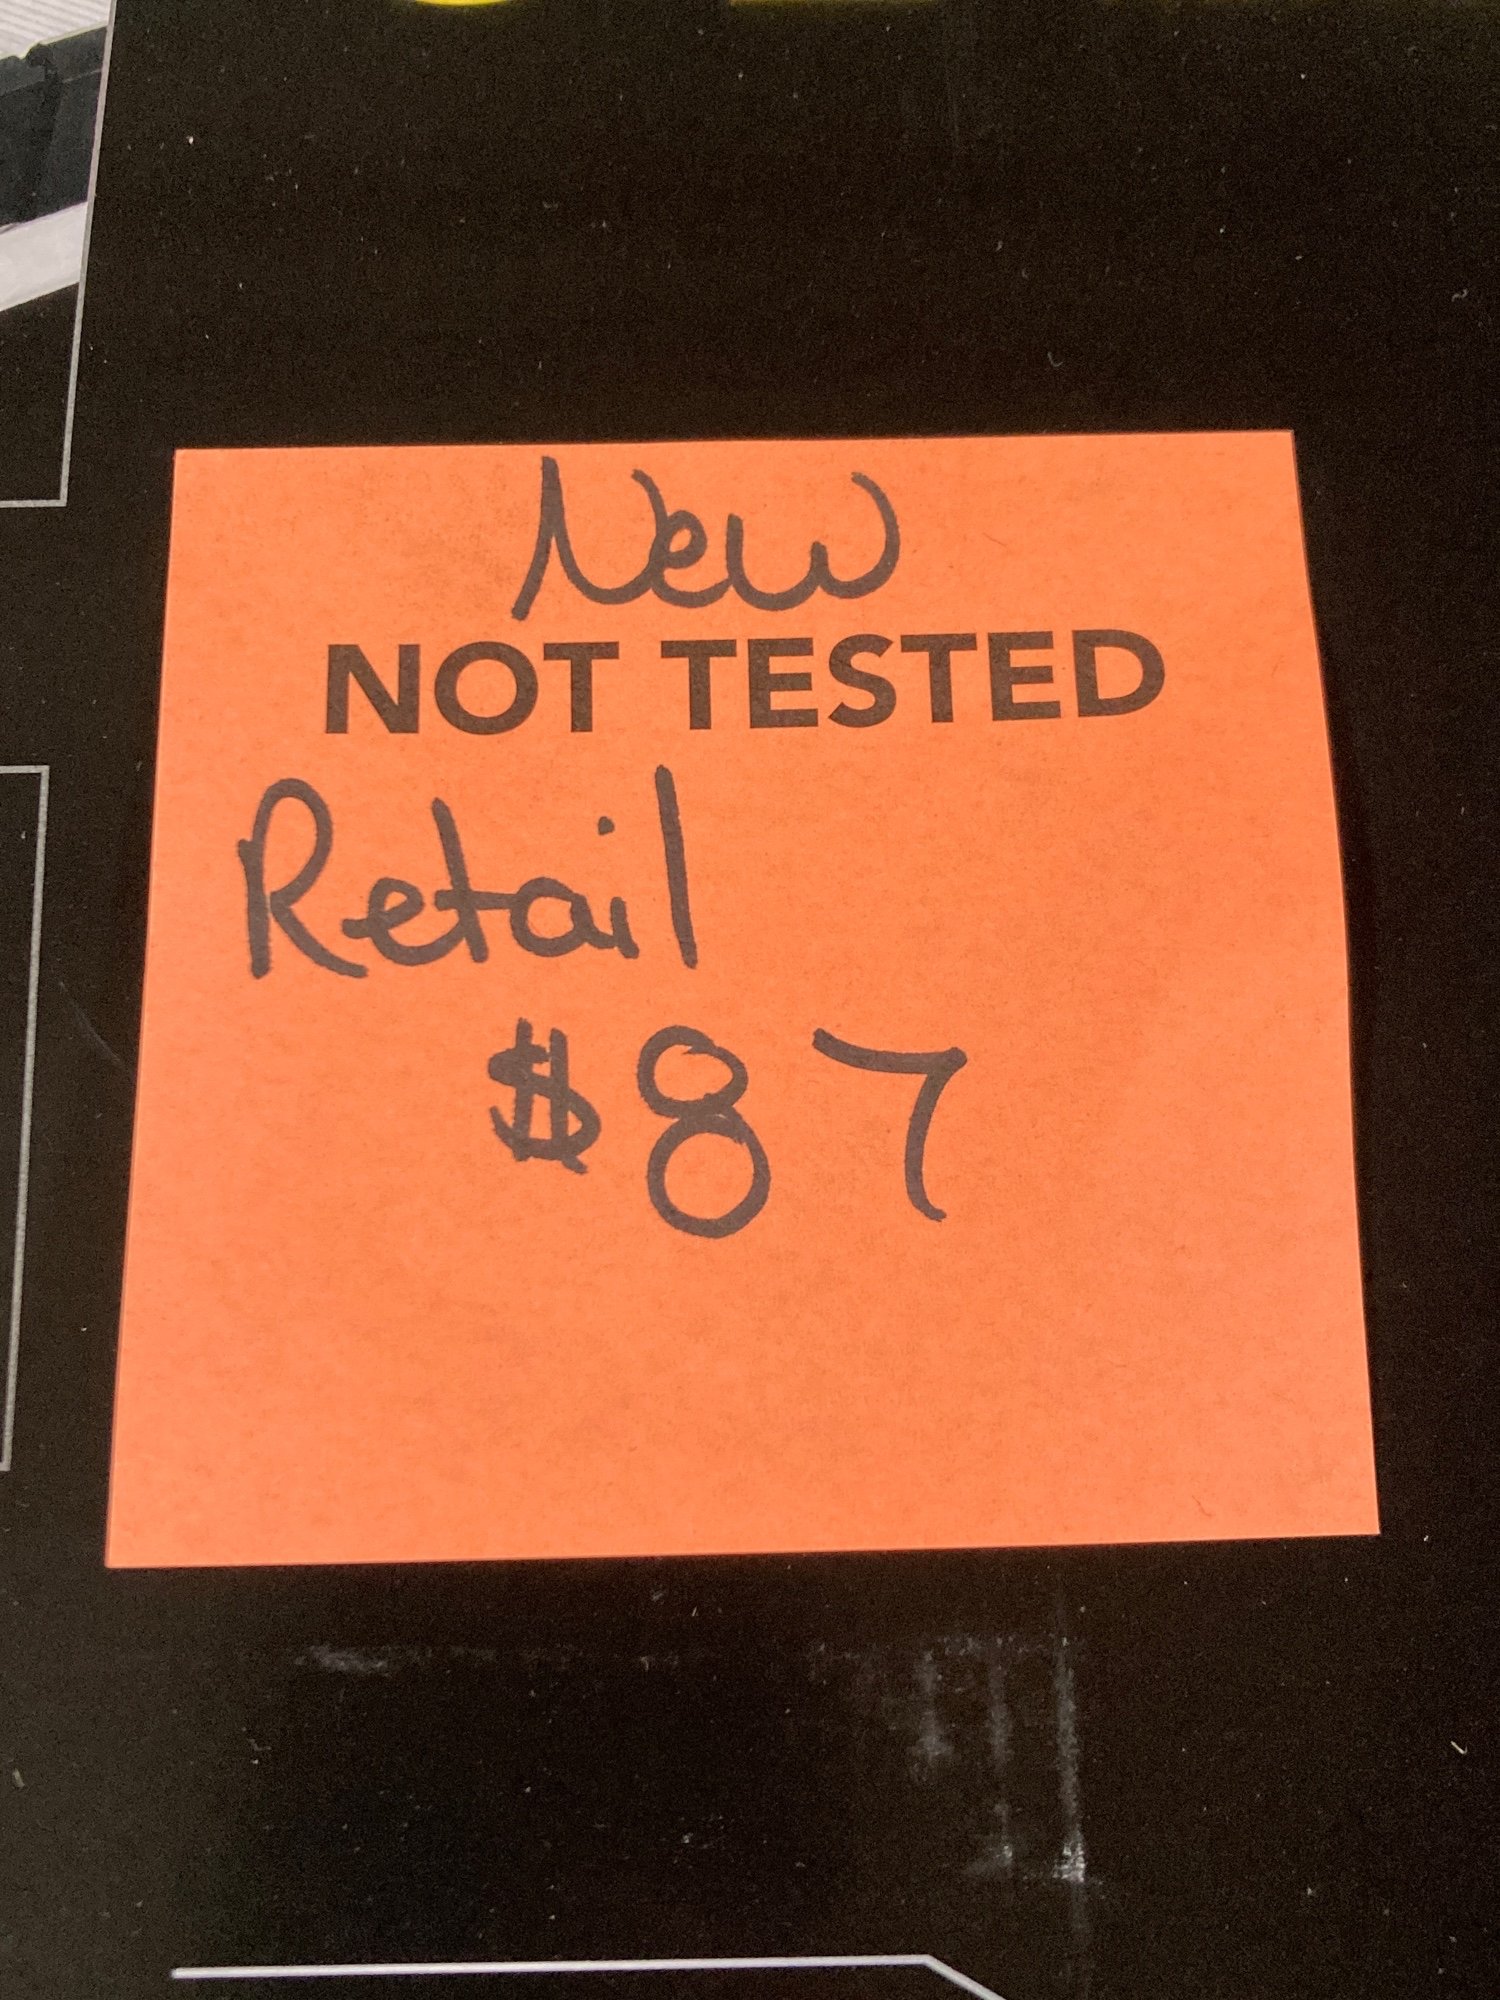 New
NOT TESTED
Retail
$87